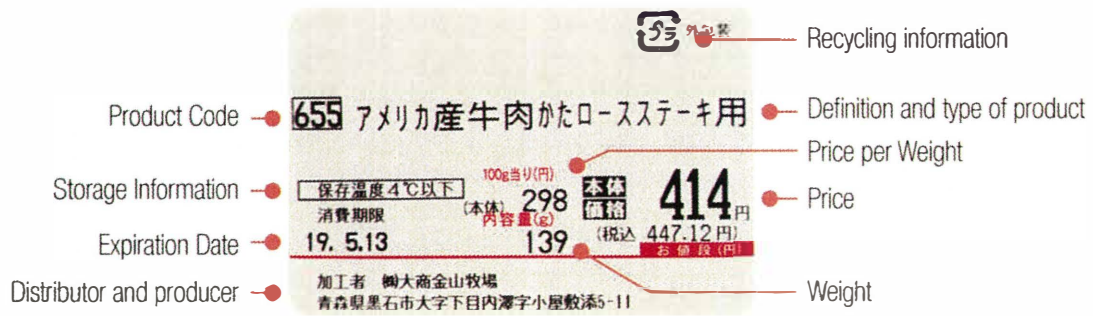 プラ 外包装
Recycling information
Product Code
655 アメリカ産牛肉かたロースステーキ用
Definition and type of product
Price per Weight
Storage Information
保存温度4℃以下
100g当り(円)
(本体) 298
本体価格
414円
Price
消費期限
内容量(g)
(税込 447.12円)
Expiration Date
19. 5.13
139
お値段(円)
Distributor and producer
加工者 ㈱大商金山牧場
青森県黒石市大字下目内澤字小屋敷添5-11
Weight